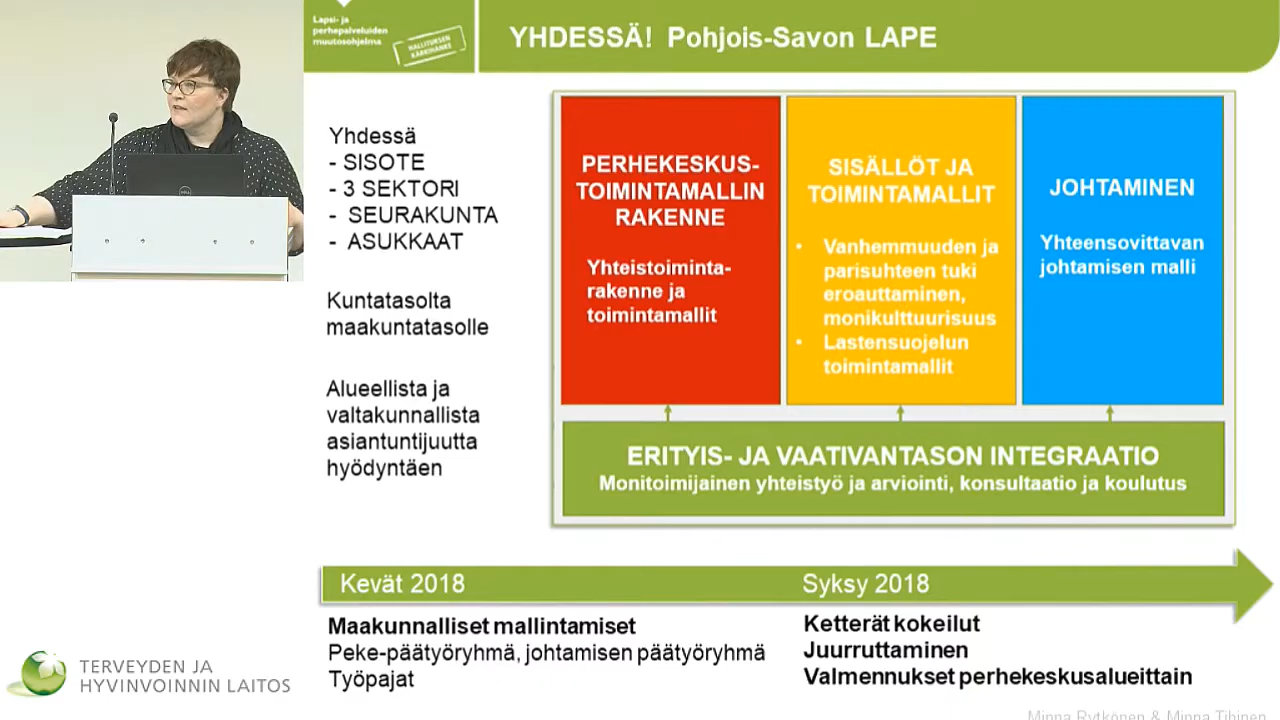 Lapsi- ja
perhepalveluiden
muutosohjelma
HALLITUKSEN
KÄRKIHANKE
YHDESSÄ! Pohjois-Savon LAPE
Yhdessä
- SISOTE
- 3 SEKTORI
- SEURAKUNTA
- ASUKKAAT
Kuntatasolta
maakuntatasolle
Alueellista ja
valtakunnallista
asiantuntijuutta
hyödyntäen
PERHEKESKUS-
TOIMINTAMALLIN
RAKENNE
Yhteistoiminta-
rakenne ja
toimintamallit
SISÄLLÖT JA
TOIMINTAMALLIT
• Vanhemmuuden ja
parisuhteen tuki
eroauttaminen,
monikulttuurisuus
• Lastensuojelun
toimintamallit
JOHTAMINEN
Yhteensovittavan
johtamisen malli
ERITYIS- JA VAATIVANTASON INTEGRAATIO
Monitoimijainen yhteistyö ja arviointi, konsultaatio ja koulutus
Kevät 2018
Syksy 2018
Maakunnalliset mallintamiset
Peke-päätyöryhmä, johtamisen päätyöryhmä
Työpajat
Ketterät kokeilut
Juurruttaminen
Valmennukset perhekeskusalueittain
TERVEYDEN JA
HYVINVOINNIN LAITOS
Minna Rytkönen & Minna Tihinen
DELL